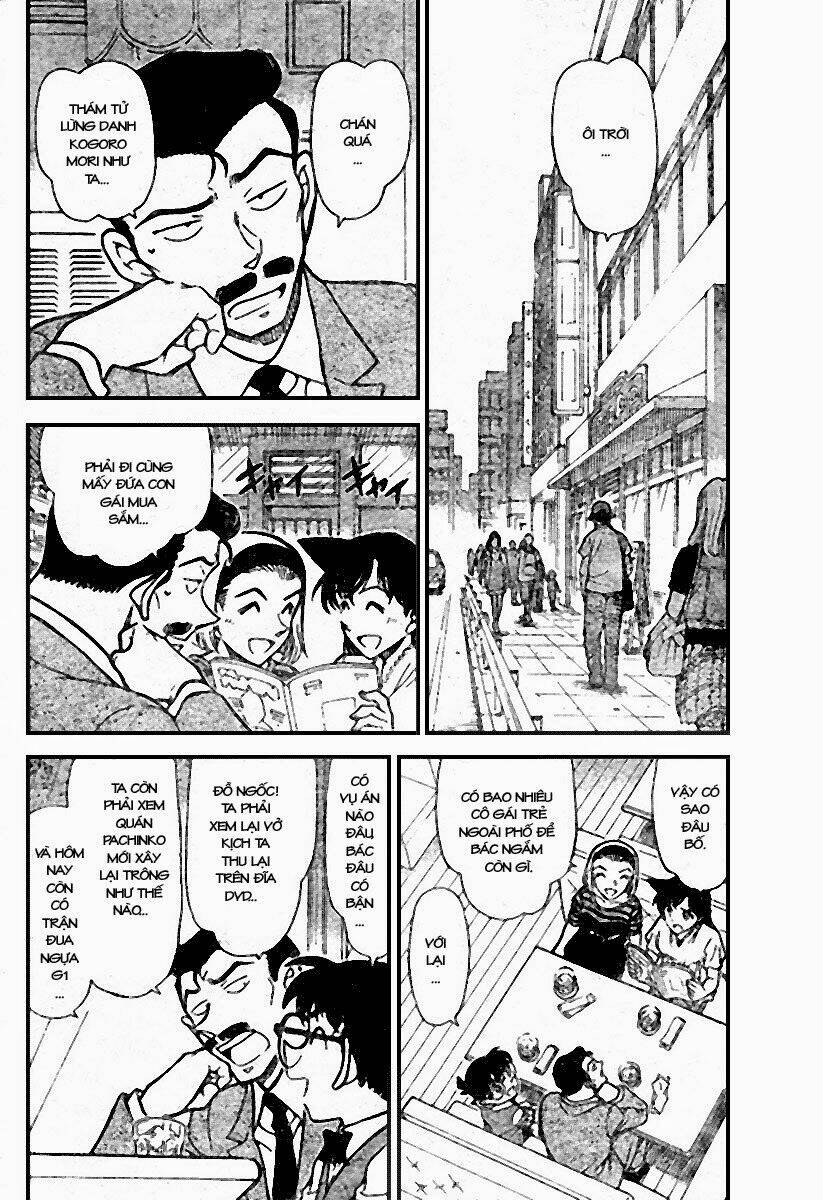 ÔI TRỜI
...
CHÁN
QUÁ
...
THÁM TỬ
LỪNG DANH
KOGORO
MORI NHƯ
TA...
PHẢI ĐI CÙNG
MẤY ĐỨA CON
GÁI MUA
SẮM...
キャイ
キャイ
VẬY CÓ
SAO
ĐÂU
BỐ.
CÓ BAO NHIÊU
CÔ GÁI TRẺ
NGOÀI PHỐ ĐỂ
BÁC NGẮM
CÒN GÌ.
VỚI
LẠI
...
CÓ
VỤ ÁN
NÀO
ĐÂU,
BÁC
ĐÂU
CÓ
BẬN
...
ĐỒ NGỐC!
TA PHẢI
XEM LẠI VỞ
KỊCH TA
THU LẠI
TRÊN ĐĨA
DVD...
TA CÒN
PHẢI XEM
QUÁN
PACHINKO
MỚI XÂY
LẠI TRÔNG
NHƯ THẾ
NÀO...
VÀ HÔM
NAY
CÒN
CÓ
TRẬN
ĐUA
NGỰA
G1
...